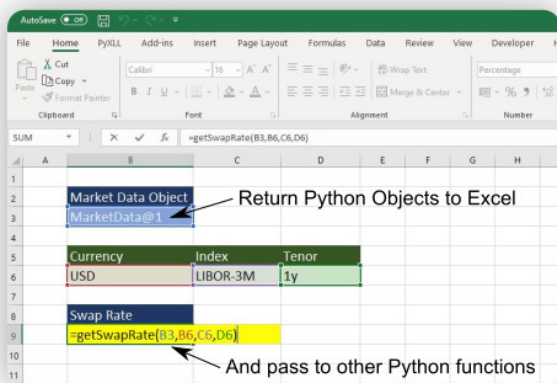 AutoSave Off
File Home PyXLL Add-ins Insert Page Layout Formulas Data Review View Developer
Paste
Cut
Copy
Format Painter
Clipboard
Calibri 16 A A
B I U A
Font
Wrap Text
Merge & Center
Alignment
Percentage
% 9
Number
SUM fx =getSwapRate(B3,B6,C6,D6)
A B C D E F G H
1
2 Market Data Object
3 MarketData@1
Return Python Objects to Excel
4
5 Currency Index Tenor
6 USD LIBOR-3M 1y
7
8 Swap Rate
9 =getSwapRate(B3,B6,C6,D6)
10
And pass to other Python functions
11